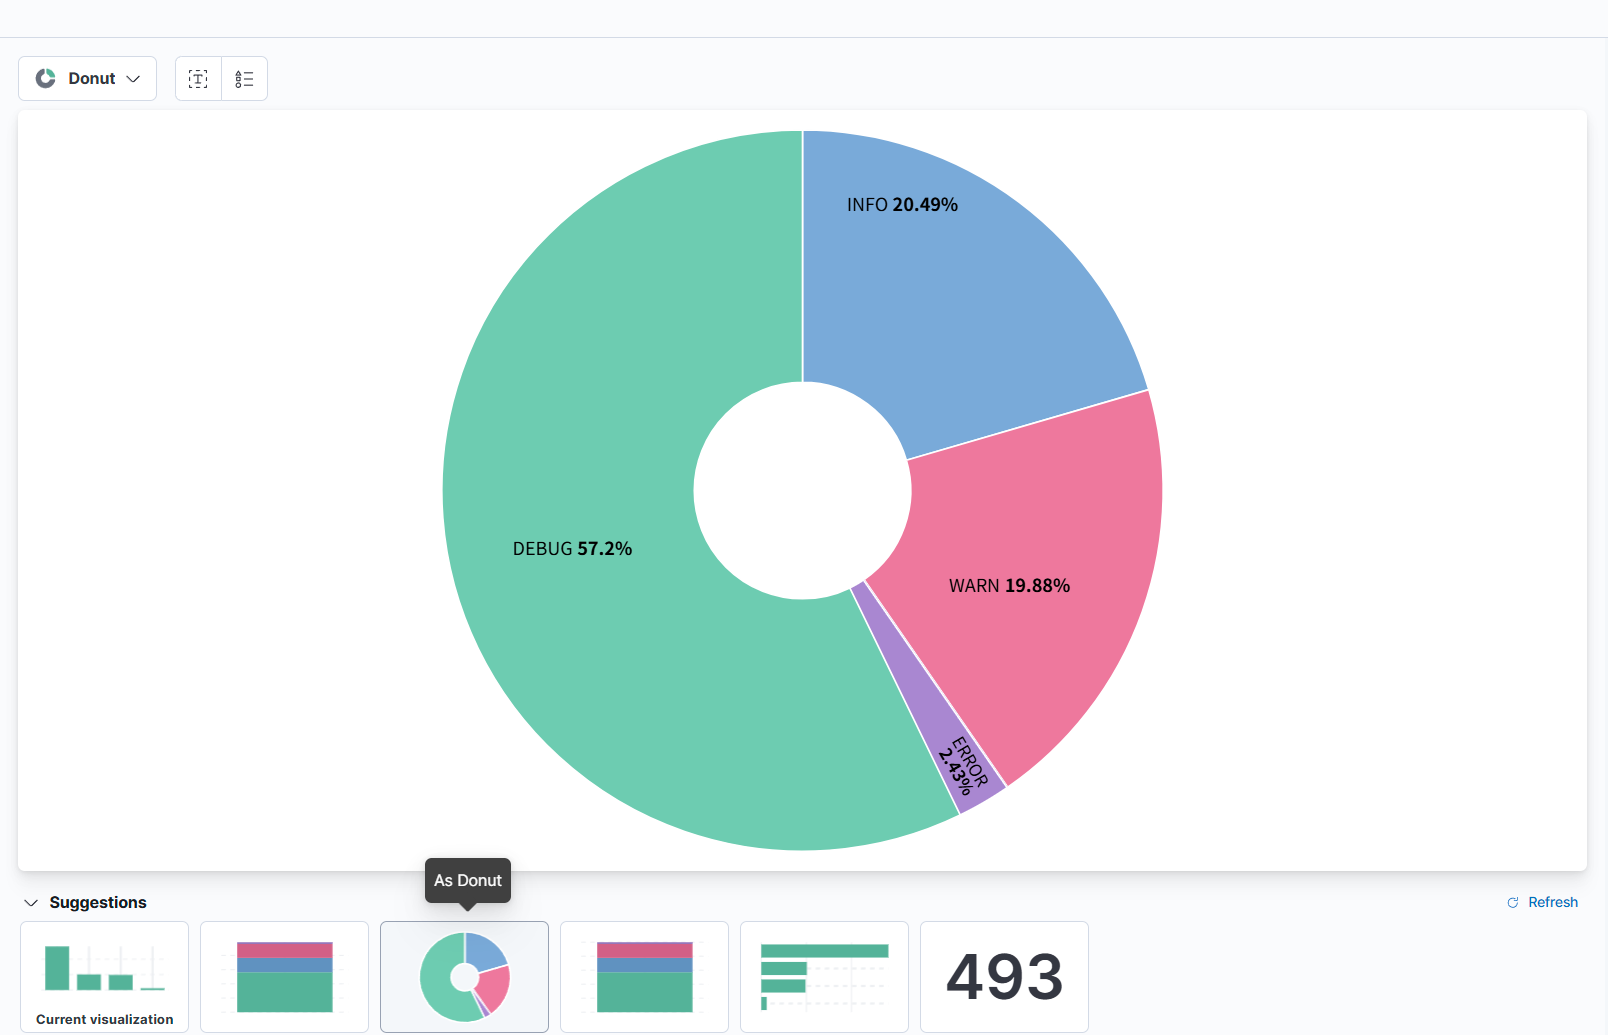 Donut
INFO 20.49%
DEBUG 57.2%
WARN 19.88%
ERROR
2.43%
As Donut
Suggestions
Refresh
Current visualization
493